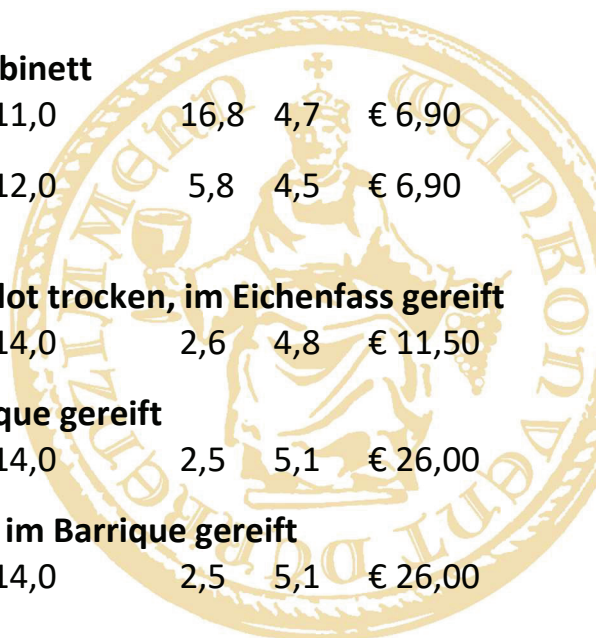 binett
11,0 16,8 4,7 € 6,90
12,0 5,8 4,5 € 6,90
lot trocken, im Eichenfass gereift
14,0 2,6 4,8 € 11,50
que gereift
14,0 2,5 5,1 € 26,00
im Barrique gereift
14,0 2,5 5,1 € 26,00
WEINKONVENT DÜRRENZIMMERN